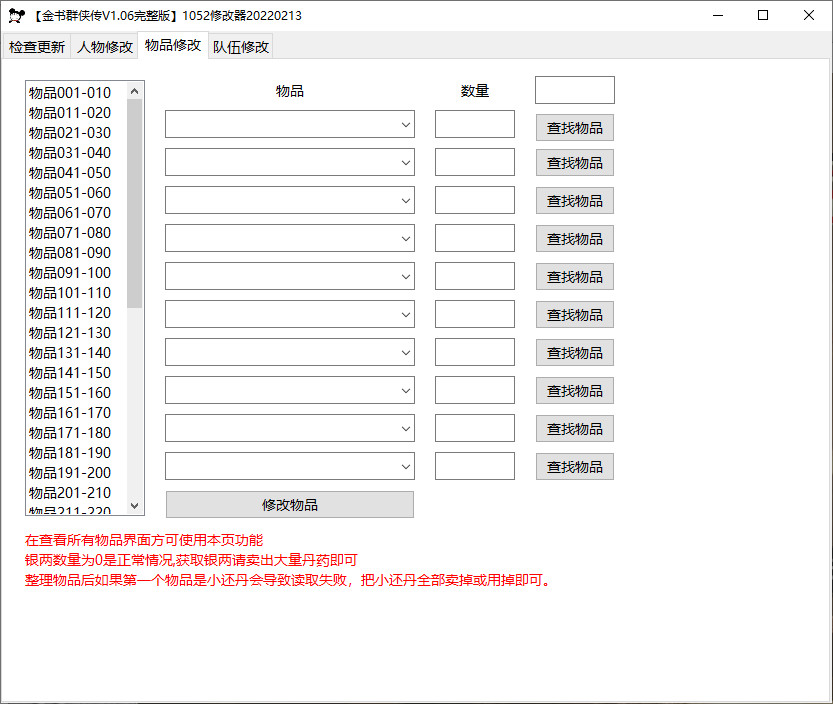 【金书群侠传V1.06完整版】1052修改器20220213
检查更新 人物修改 物品修改 队伍修改
物品 数量
物品001-010
物品011-020
物品021-030
物品031-040
物品041-050
物品051-060
物品061-070
物品071-080
物品081-090
物品091-100
物品101-110
物品111-120
物品121-130
物品131-140
物品141-150
物品151-160
物品161-170
物品171-180
物品181-190
物品191-200
物品201-210
物品211-220
查找物品
查找物品
查找物品
查找物品
查找物品
查找物品
查找物品
查找物品
查找物品
查找物品
修改物品
在查看所有物品界面方可使用本页功能
银两数量为0是正常情况,获取银两请卖出大量丹药即可
整理物品后如果第一个物品是小还丹会导致读取失败，把小还丹全部卖掉或用掉即可。